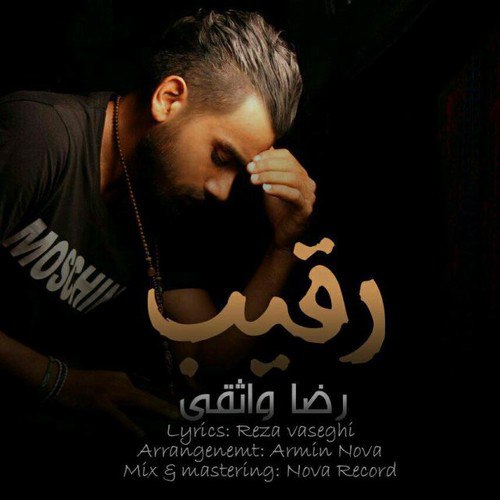 MOSCHIN
رقیب
رضا واثقی
Lyrics: Reza vaseghi
Arrangenemt: Armin Nova
Mix & mastering: Nova Record